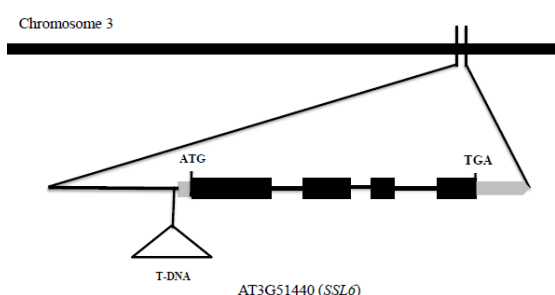 Chromosome 3
ATG
TGA
T-DNA
AT3G51440 (SSL6)